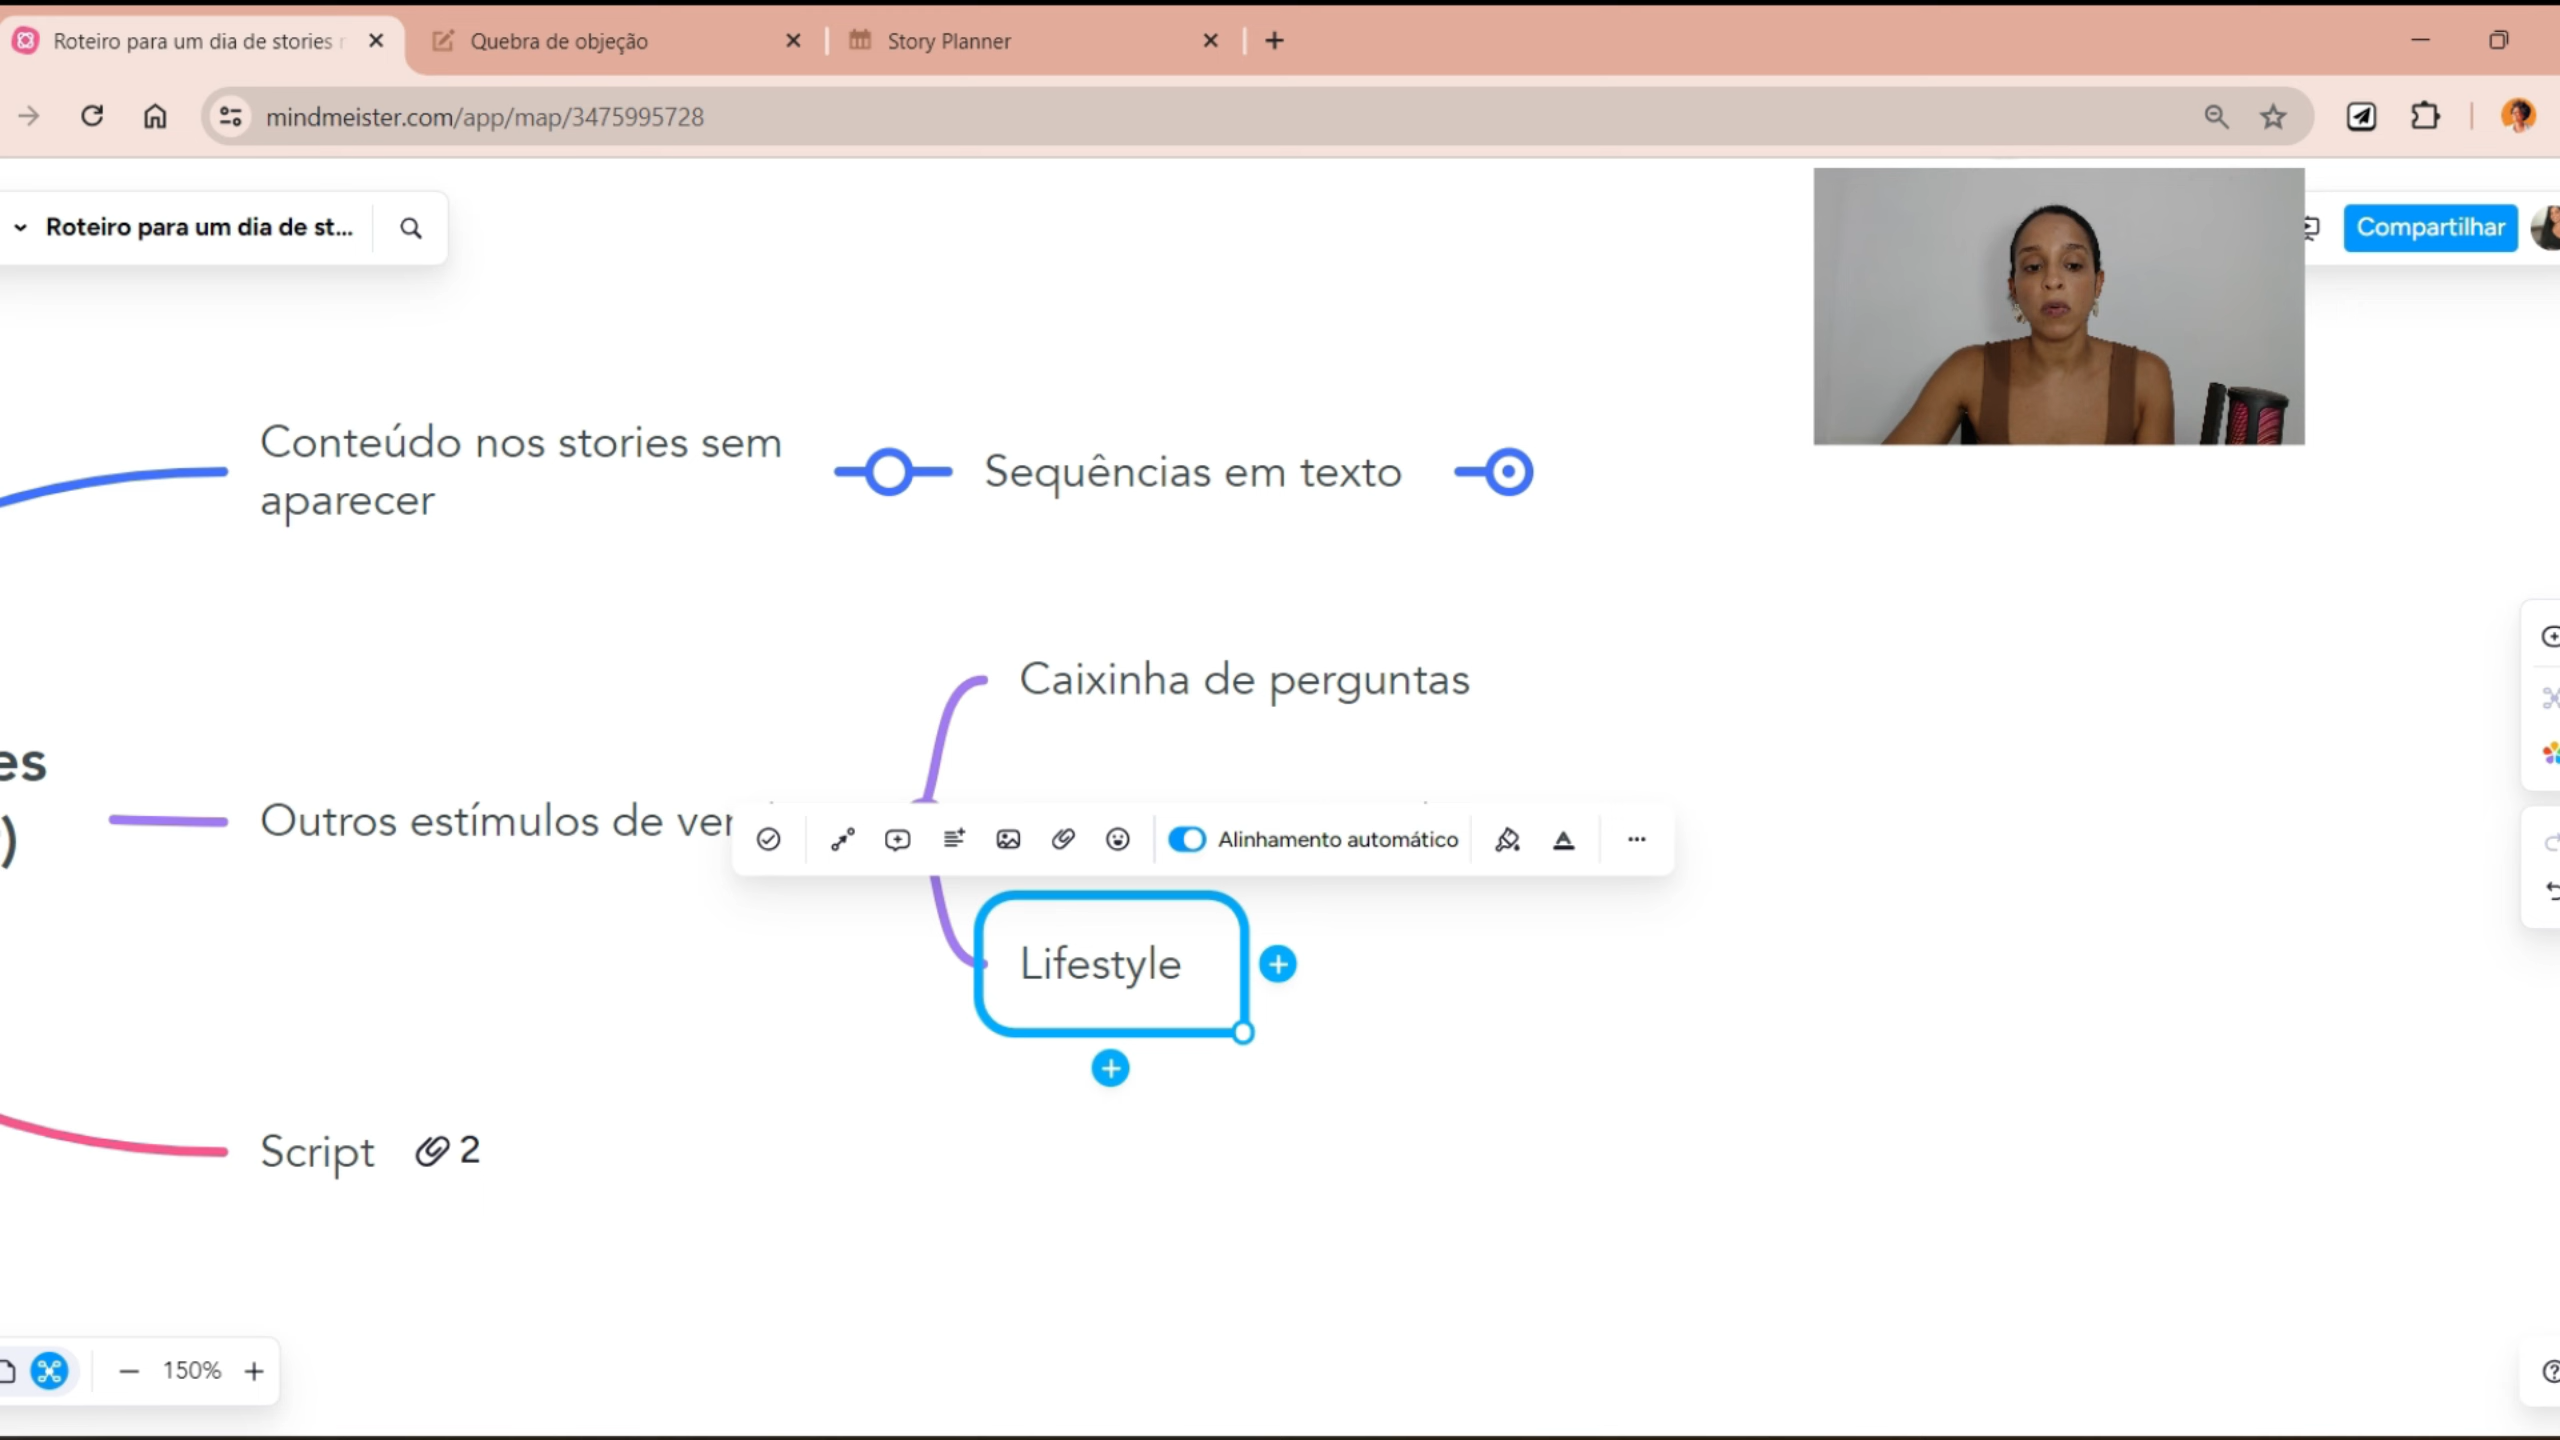 Roteiro para um dia de stories
Quebra de objeção
Story Planner
mindmeister.com/app/map/3475995728
Roteiro para um dia de st...
Compartilhar
Conteúdo nos stories sem
aparecer
Sequências em texto
Caixinha de perguntas
es
)
Outros estímulos de ver
Alinhamento automático
Lifestyle
Script 2
150%